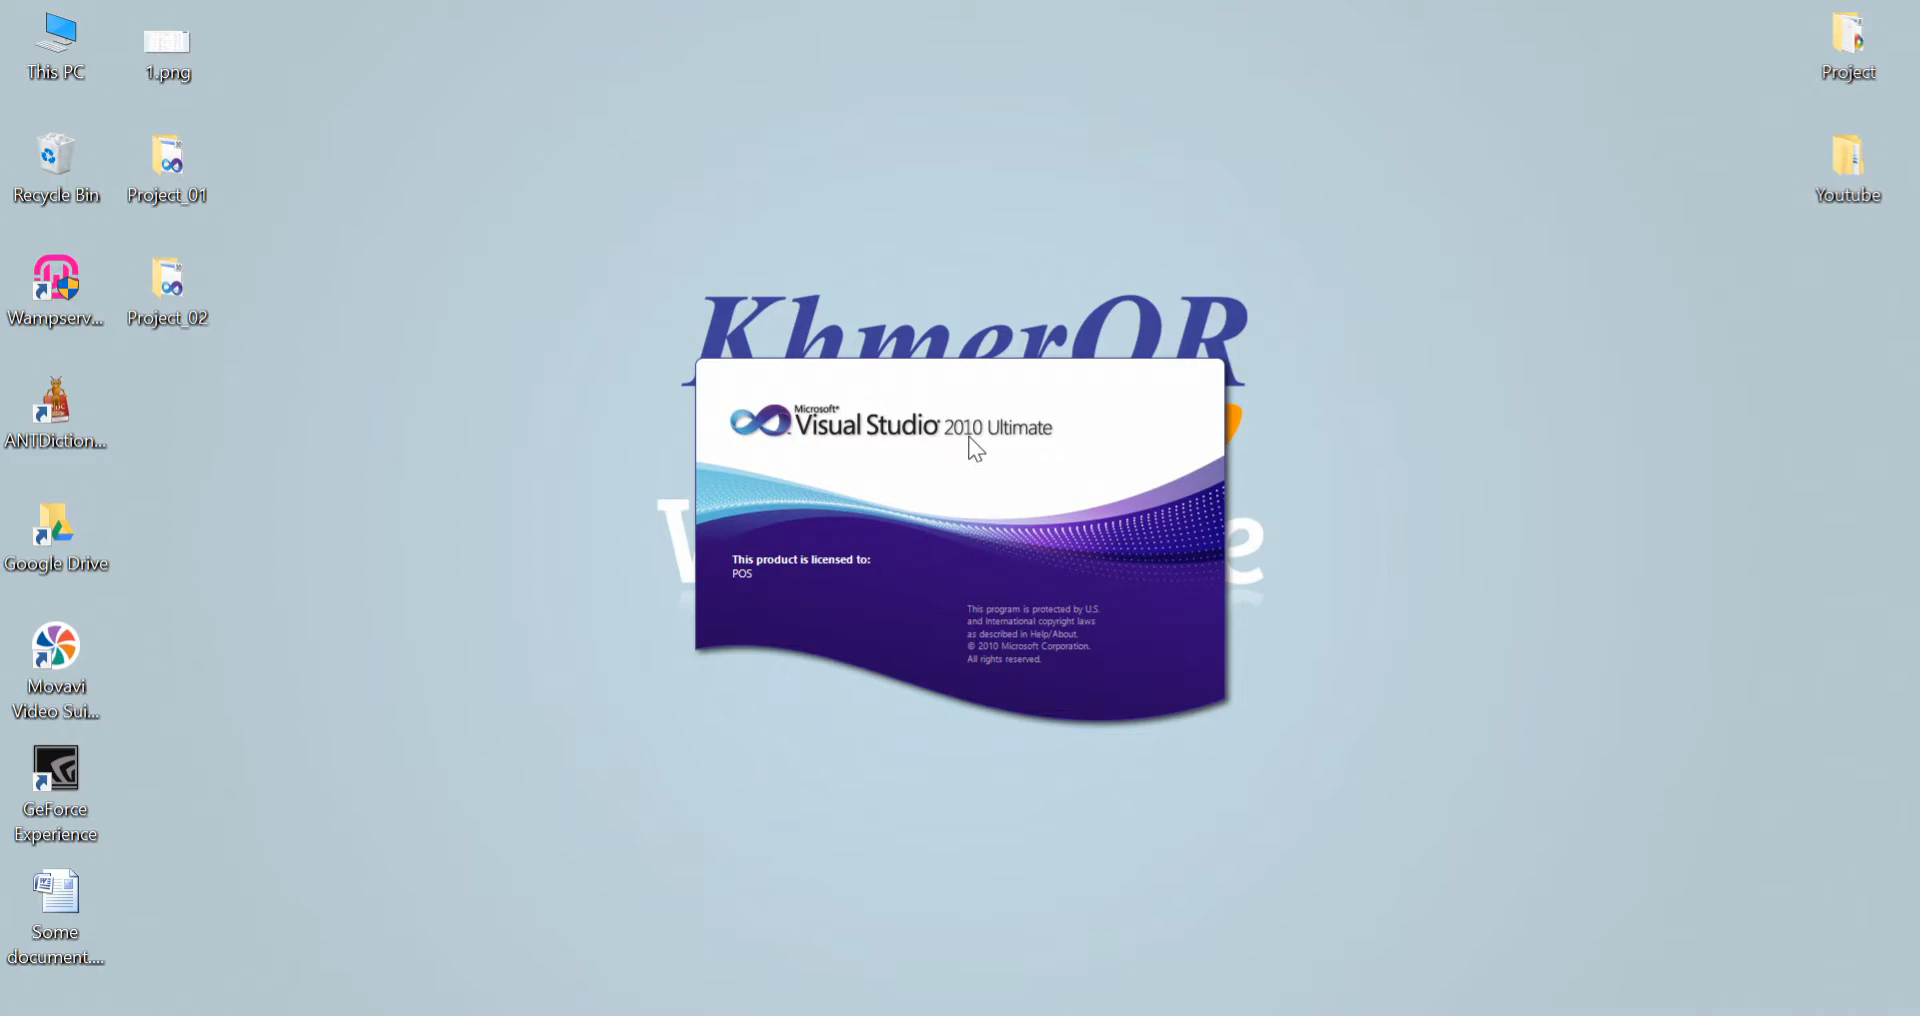 This PC
1.png
Recycle Bin
Project_01
Wampserv...
Project_02
ANTDiction...
Google Drive
Movavi
Video Sui...
GeForce
Experience
Some
document....
Project
Youtube
KhmerOR
Microsoft®
Visual Studio® 2010 Ultimate
This product is licensed to:
POS
This program is protected by U.S.
and International copyright laws
as described in Help/About.
© 2010 Microsoft Corporation.
All rights reserved.